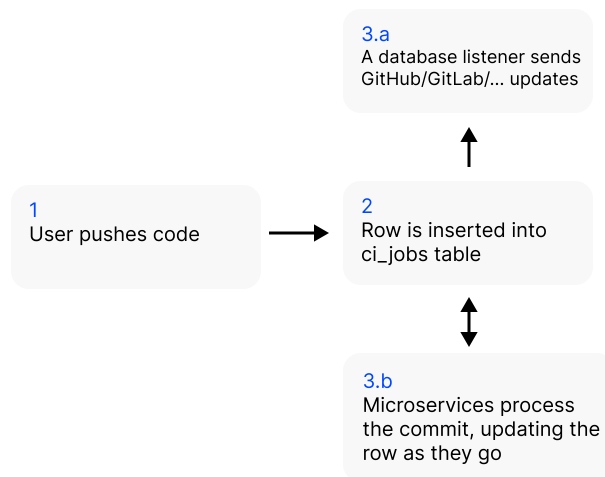 1
User pushes code
2
Row is inserted into
ci_jobs table
3.a
A database listener sends
GitHub/GitLab/... updates
3.b
Microservices process
the commit, updating the
row as they go